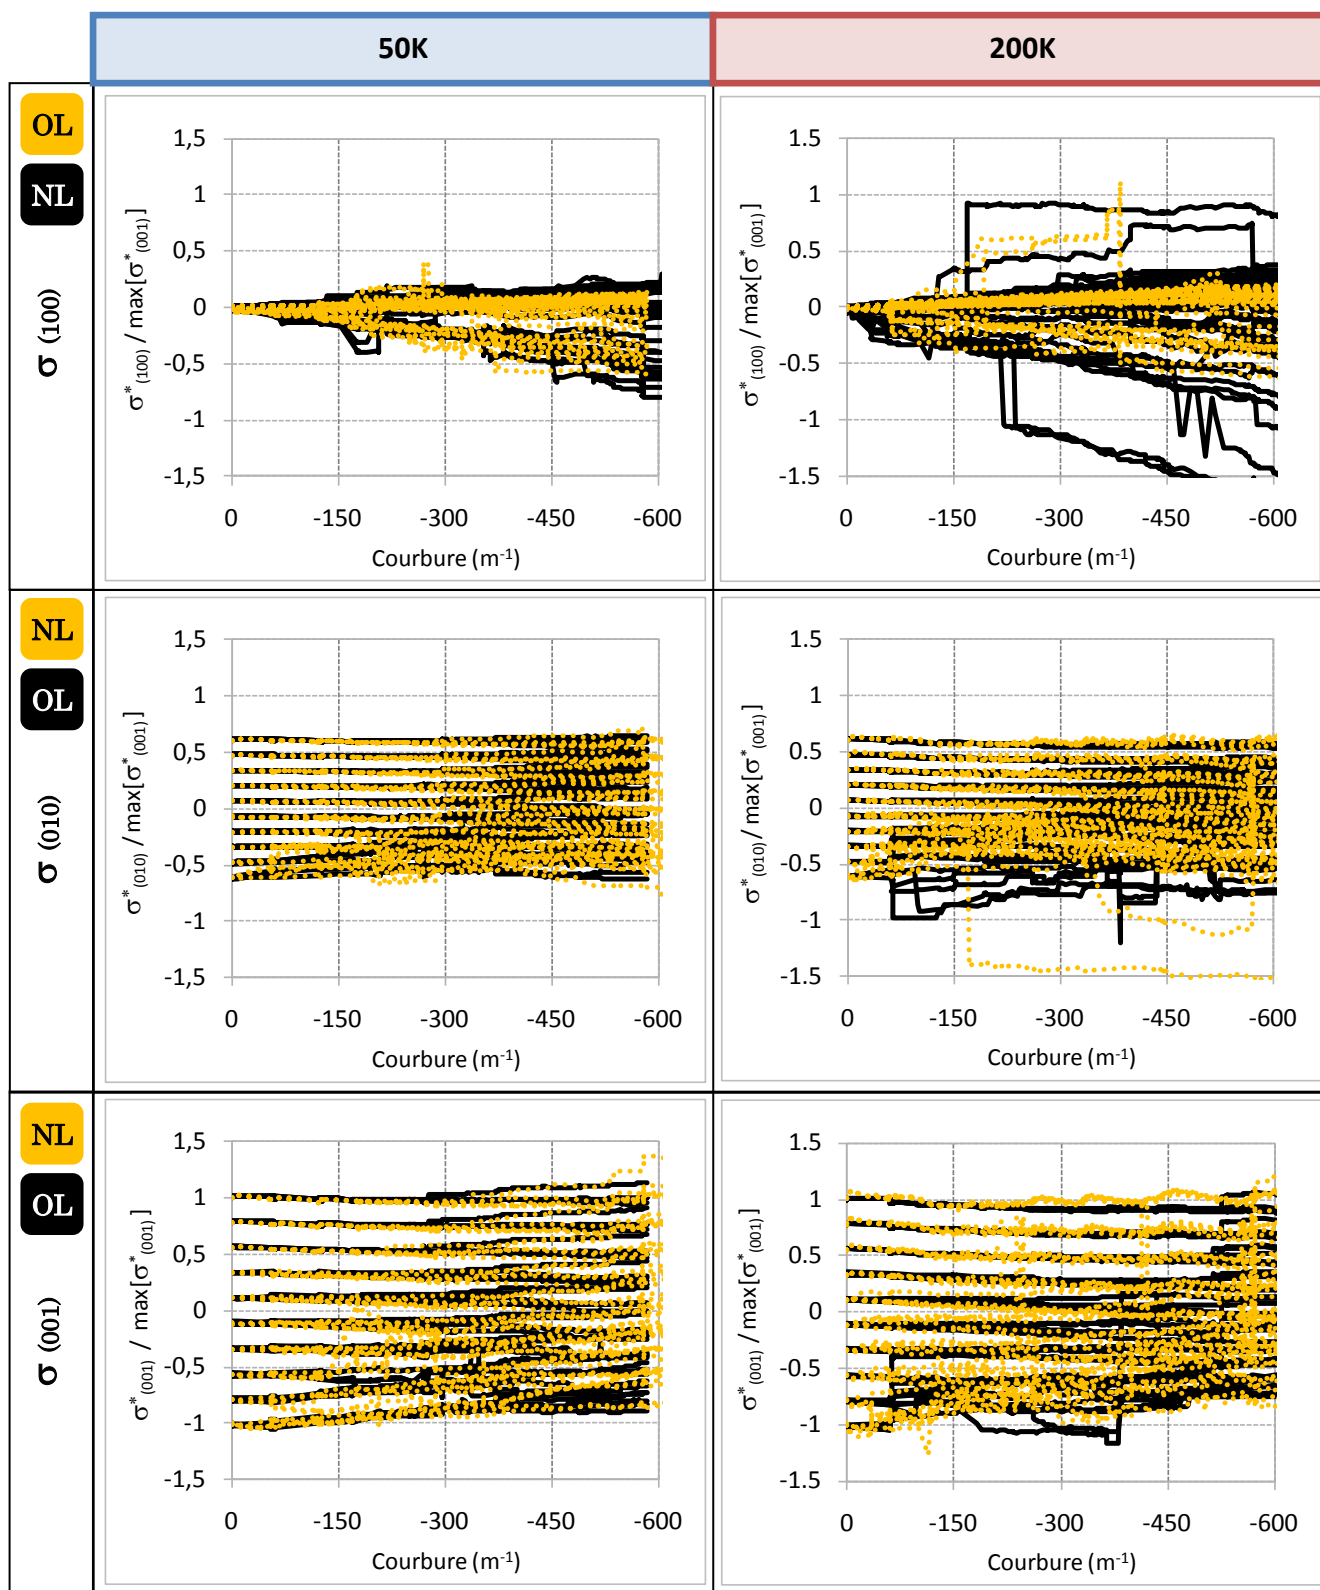 50K
200K
OL
NL
σ (100)
σ*(100) / max[σ*(001)]
1,5
1
0,5
0
-0,5
-1
-1,5
0 -150 -300 -450 -600
Courbure (m-1)
σ*(100) / max[σ*(001)]
1.5
1
0.5
0
-0.5
-1
-1.5
0 -150 -300 -450 -600
Courbure (m-1)
NL
OL
σ (010)
σ*(010) / max[σ*(001)]
1,5
1
0,5
0
-0,5
-1
-1,5
0 -150 -300 -450 -600
Courbure (m-1)
σ*(010) / max[σ*(001)]
1.5
1
0.5
0
-0.5
-1
-1.5
0 -150 -300 -450 -600
Courbure (m-1)
NL
OL
σ (001)
σ*(001) / max[σ*(001)]
1,5
1
0,5
0
-0,5
-1
-1,5
0 -150 -300 -450 -600
Courbure (m-1)
σ*(001) / max[σ*(001)]
1.5
1
0.5
0
-0.5
-1
-1.5
0 -150 -300 -450 -600
Courbure (m-1)